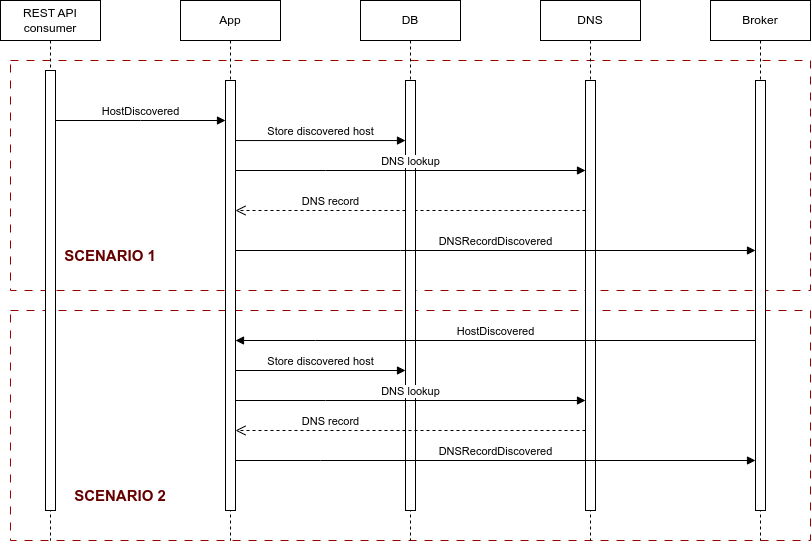 REST API
consumer
App
DB
DNS
Broker
HostDiscovered
Store discovered host
DNS lookup
DNS record
DNSRecordDiscovered
SCENARIO 1
HostDiscovered
Store discovered host
DNS lookup
DNS record
DNSRecordDiscovered
SCENARIO 2